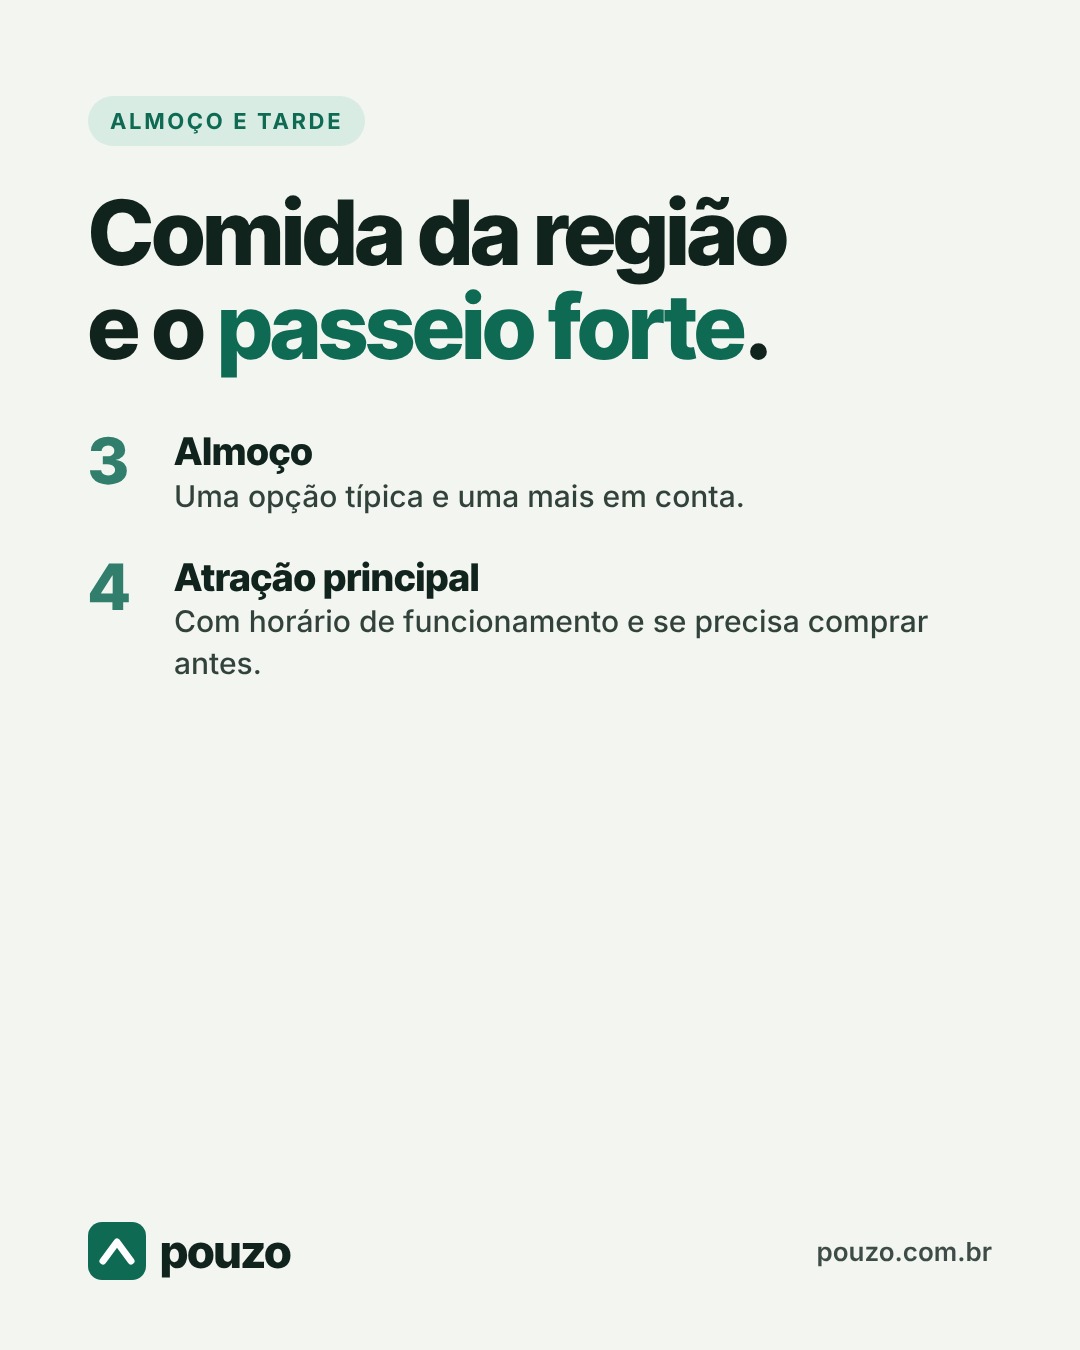 ALMOÇO E TARDE
Comida da região
e o passeio forte.
3 Almoço
Uma opção típica e uma mais em conta.
4 Atração principal
Com horário de funcionamento e se precisa comprar
antes.
pouzo
pouzo.com.br